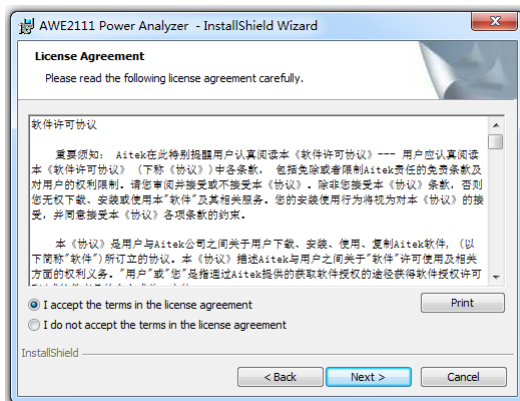 AWE2111 Power Analyzer - InstallShield Wizard
License Agreement
Please read the following license agreement carefully.
软件许可协议
重要须知： Aitek在此特别提醒用户认真阅读本《软件许可协议》--- 用户应认真阅读
本《软件许可协议》（下称《协议》）中各条款， 包括免除或者限制Aitek责任的免责条款及
对用户的权利限制。请您审阅并接受或不接受本《协议》。除非您接受本《协议》条款，否则
您无权下载、安装或使用本"软件"及其相关服务。您的安装使用行为将视为对本《协议》的接
受，并同意接受本《协议》各项条款的约束。
本《协议》是用户与Aitek公司之间关于用户下载、安装、使用、复制Aitek软件，（以
下简称"软件"）所订立的协议。本《协议》描述Aitek与用户之间关于"软件"许可使用及相关
方面的权利义务。"用户"或"您"是指通过Aitek提供的获取软件授权的途径获得软件授权许可
I accept the terms in the license agreement
Print
I do not accept the terms in the license agreement
InstallShield
< Back
Next >
Cancel